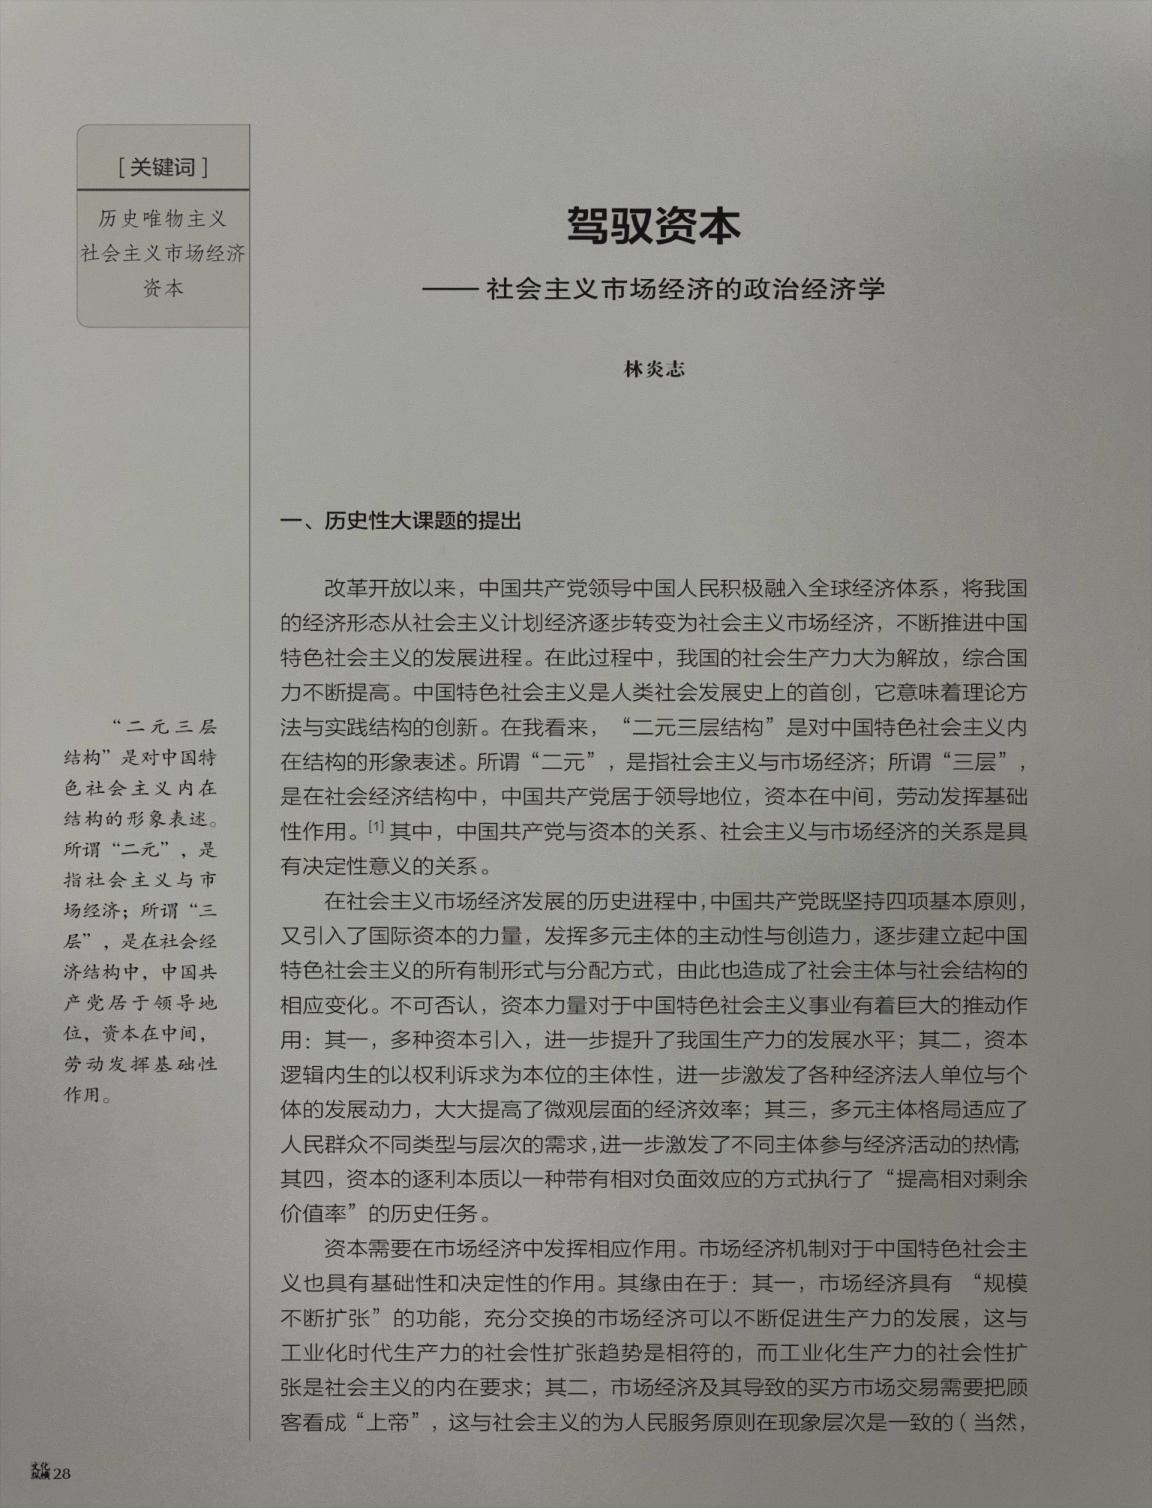 [关键词]
历史唯物主义
社会主义市场经济
资本
驾驭资本
——社会主义市场经济的政治经济学
林炎志
一、历史性大课题的提出
改革开放以来，中国共产党领导中国人民积极融入全球经济体系，将我国
的经济形态从社会主义计划经济逐步转变为社会主义市场经济，不断推进中国
特色社会主义的发展进程。在此过程中，我国的社会生产力大为解放，综合国
力不断提高。中国特色社会主义是人类社会发展史上的首创，它意味着理论方
法与实践结构的创新。在我看来，“二元三层结构”是对中国特色社会主义内
在结构的形象表述。所谓“二元”，是指社会主义与市场经济；所谓“三层”，
是在社会经济结构中，中国共产党居于领导地位，资本在中间，劳动发挥基础
性作用。[1] 其中，中国共产党与资本的关系、社会主义与市场经济的关系是具
有决定性意义的关系。
在社会主义市场经济发展的历史进程中，中国共产党既坚持四项基本原则，
又引入了国际资本的力量，发挥多元主体的主动性与创造力，逐步建立起中国
特色社会主义的所有制形式与分配方式，由此也造成了社会主体与社会结构的
相应变化。不可否认，资本力量对于中国特色社会主义事业有着巨大的推动作
用：其一，多种资本引入，进一步提升了我国生产力的发展水平；其二，资本
逻辑内生的以权利诉求为本位的主体性，进一步激发了各种经济法人单位与个
体的发展动力，大大提高了微观层面的经济效率；其三，多元主体格局适应了
人民群众不同类型与层次的需求，进一步激发了不同主体参与经济活动的热情；
其四，资本的逐利本质以一种带有相对负面效应的方式执行了“提高相对剩余
价值率”的历史任务。
资本需要在市场经济中发挥相应作用。市场经济机制对于中国特色社会主
义也具有基础性和决定性的作用。其缘由在于：其一，市场经济具有 “规模
不断扩张”的功能，充分交换的市场经济可以不断促进生产力的发展，这与
工业化时代生产力的社会性扩张趋势是相符的，而工业化生产力的社会性扩
张是社会主义的内在要求；其二，市场经济及其导致的买方市场交易需要把顾
客看成“上帝”，这与社会主义的为人民服务原则在现象层次是一致的（当然，
“二元三层
结构”是对中国特
色社会主义内在
结构的形象表述。
所谓“二元”，是
指社会主义与市
场经济；所谓“三
层”，是在社会经
济结构中，中国共
产党居于领导地
位，资本在中间，
劳动发挥基础性
作用。
文化
纵横 28